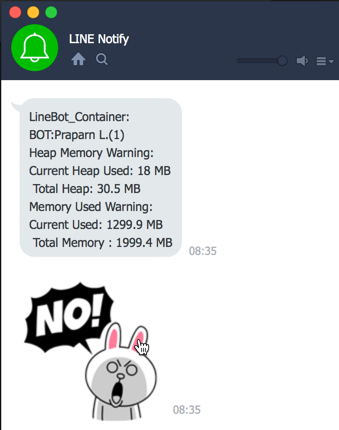 LINE Notify
LineBot_Container:
BOT:Praparn L.(1)
Heap Memory Warning:
Current Heap Used: 18 MB
Total Heap: 30.5 MB
Memory Used Warning:
Current Used: 1299.9 MB
Total Memory : 1999.4 MB
08:35
NO!
08:35